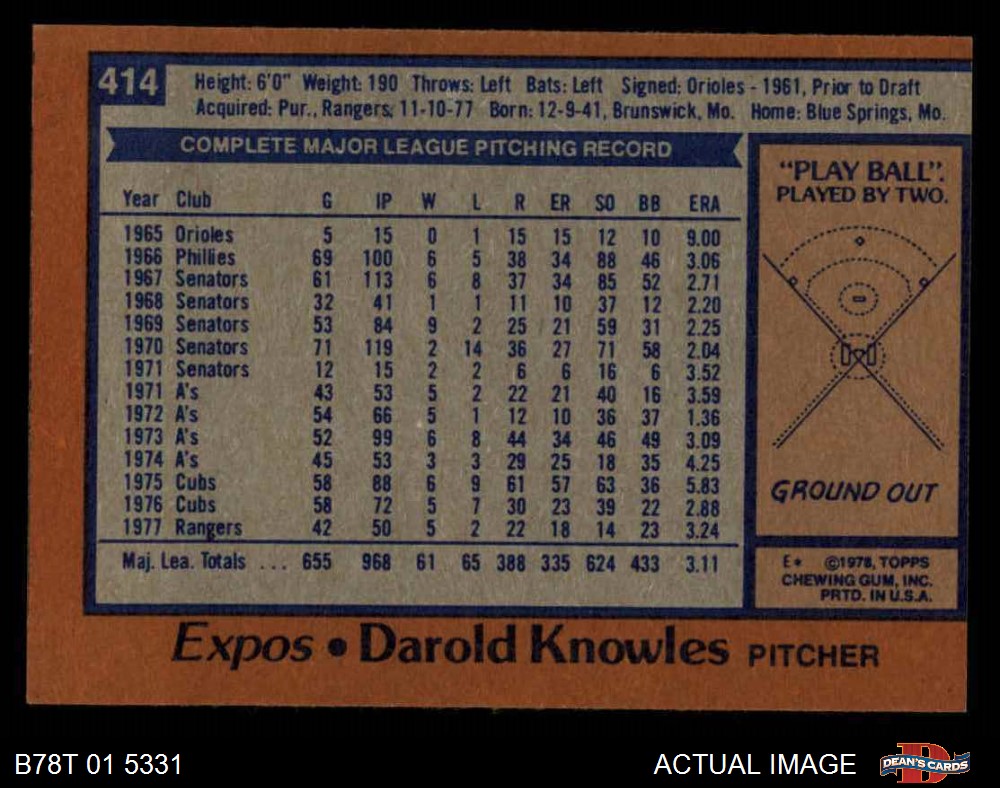 414
Height: 6'0" Weight: 190 Throws: Left Bats: Left Signed: Orioles - 1961, Prior to Draft
Acquired: Pur., Rangers, 11-10-77 Born: 12-9-41, Brunswick, Mo. Home: Blue Springs, Mo.
COMPLETE MAJOR LEAGUE PITCHING RECORD
Year Club G IP W L R ER SO BB ERA
1965 Orioles 5 15 0 1 15 15 12 10 9.00
1966 Phillies 69 100 6 5 38 34 88 46 3.06
1967 Senators 61 113 6 8 37 34 85 52 2.71
1968 Senators 32 41 1 1 11 10 37 12 2.20
1969 Senators 53 84 9 2 25 21 59 31 2.25
1970 Senators 71 119 2 14 36 27 71 58 2.04
1971 Senators 12 15 2 2 6 6 16 6 3.52
1971 A's 43 53 5 2 22 21 40 16 3.59
1972 A's 54 66 5 1 12 10 36 37 1.36
1973 A's 52 99 6 8 44 34 46 49 3.09
1974 A's 45 53 3 3 29 25 18 35 4.25
1975 Cubs 58 88 6 9 61 57 63 36 5.83
1976 Cubs 58 72 5 7 30 23 39 22 2.88
1977 Rangers 42 50 5 2 22 18 14 23 3.24
Maj. Lea. Totals ... 655 968 61 65 388 335 624 433 3.11
"PLAY BALL".
PLAYED BY TWO.
GROUND OUT
E* ©1978, TOPPS
CHEWING GUM, INC.
PRTD. IN U.S.A.
Expos • Darold Knowles PITCHER
B78T 01 5331 ACTUAL IMAGE
D
DEAN'S CARDS